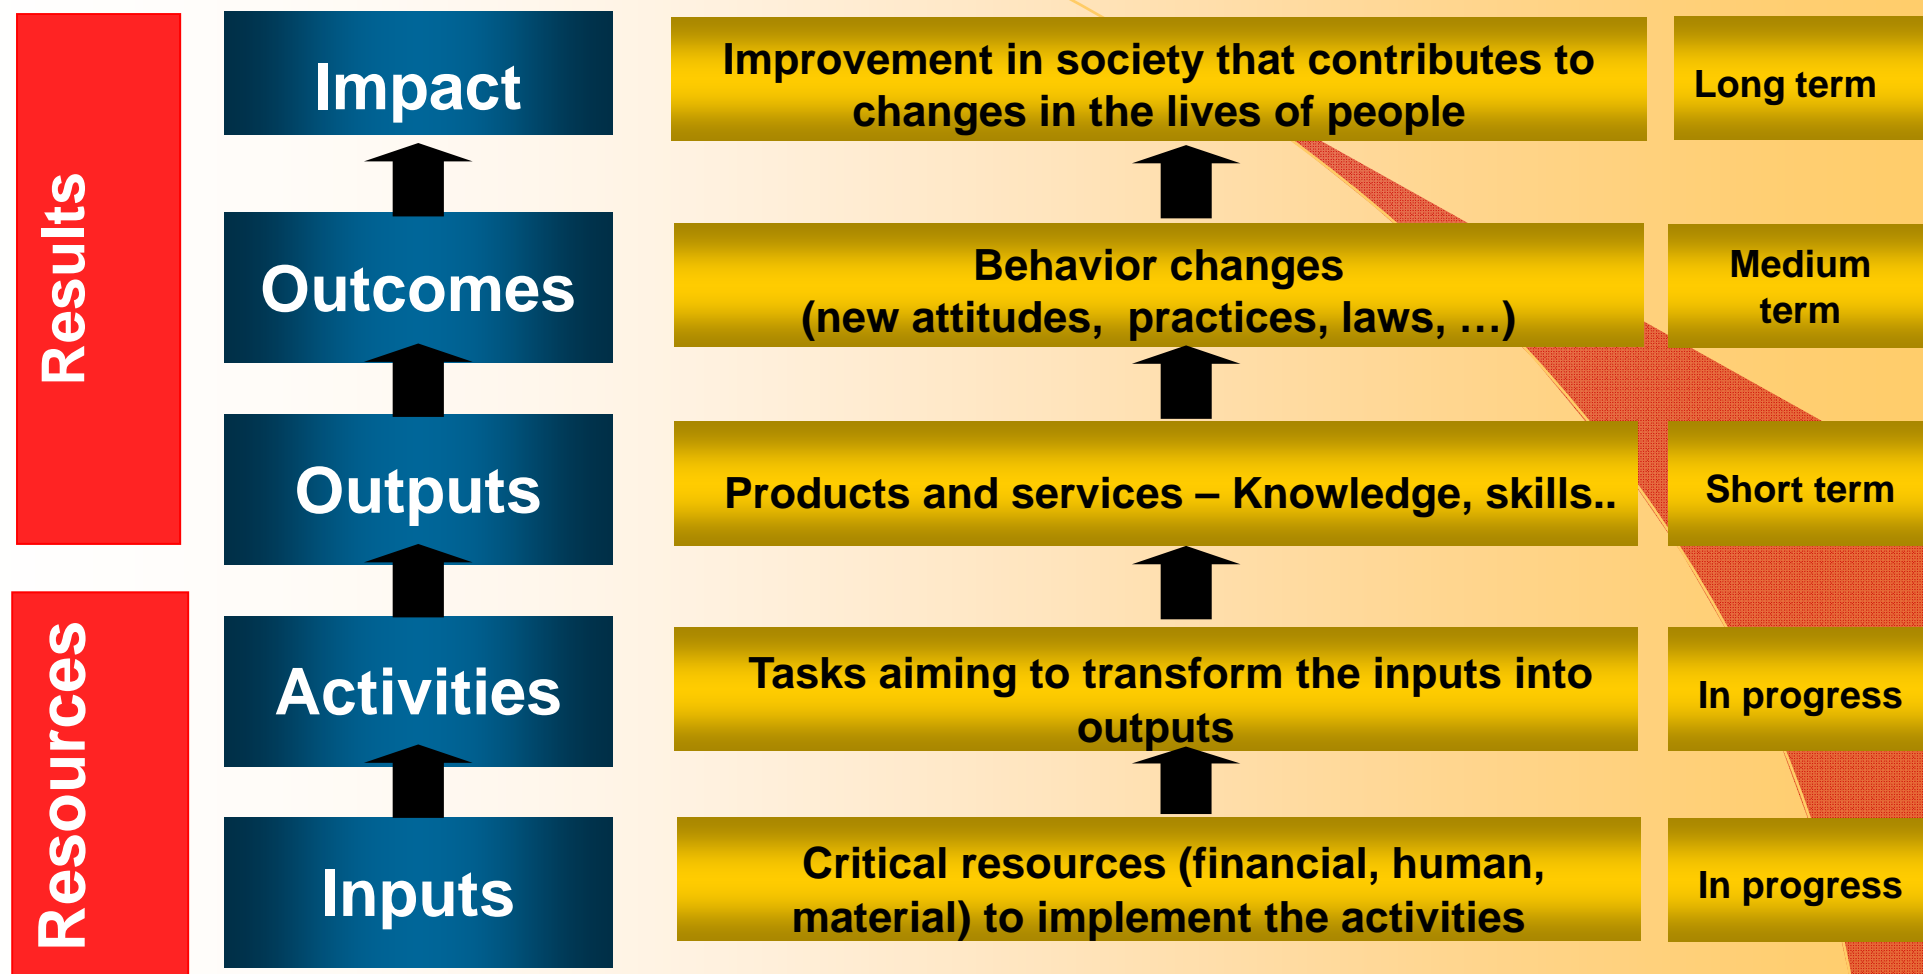 Results
Impact
Improvement in society that contributes to
changes in the lives of people
Long term
Outcomes
Behavior changes
(new attitudes,  practices, laws, …)
Medium
term
Outputs
Products and services – Knowledge, skills..
Short term
Resources
Activities
Tasks aiming to transform the inputs into
outputs
In progress
Inputs
Critical resources (financial, human,
material) to implement the activities
In progress